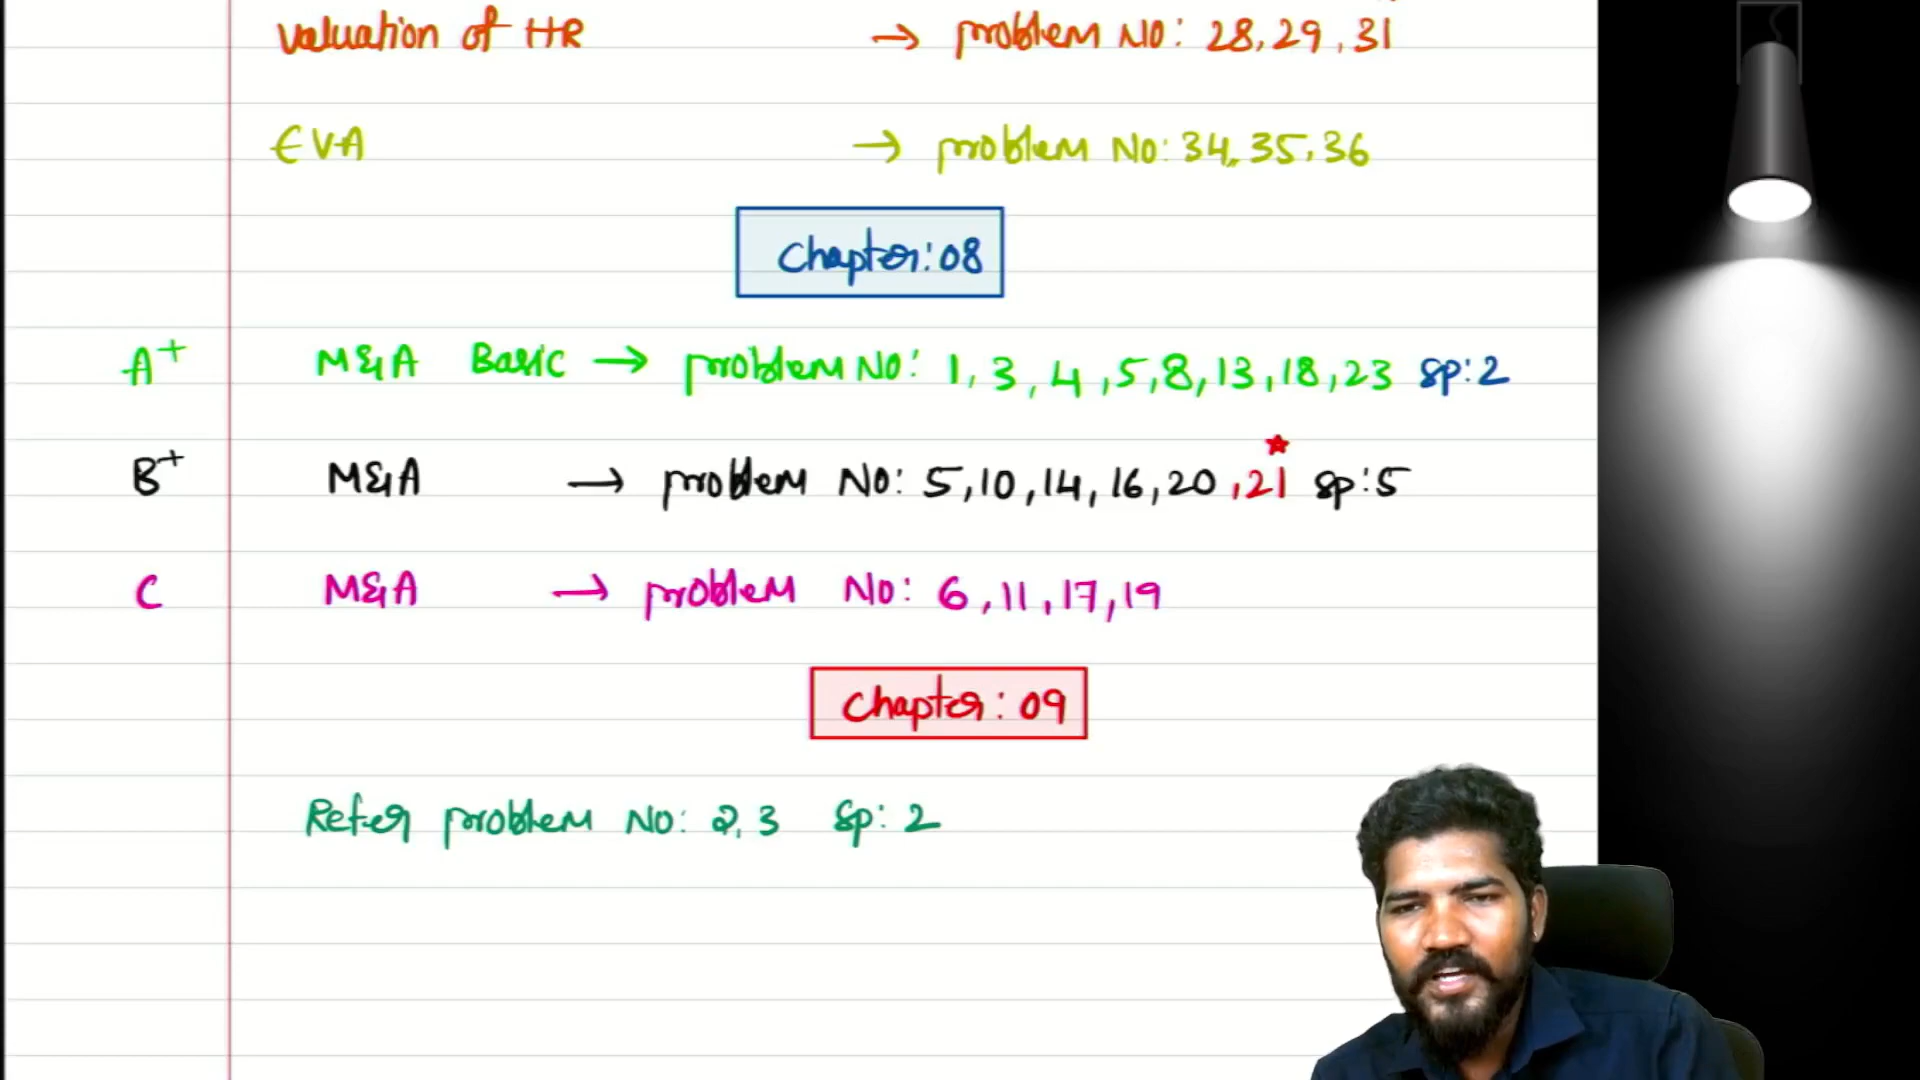 Valuation of HR → problem No: 28, 29, 31
EVA → problem No: 34, 35, 36
Chapter: 08
A+ M&A Basic → problem No: 1, 3, 4, 5, 8, 13, 18, 23 sp: 2
B+ M&A → problem No: 5, 10, 14, 16, 20, 21 sp: 5
C M&A → problem No: 6, 11, 17, 19
Chapter: 09
Refer problem No: 2, 3 sp: 2